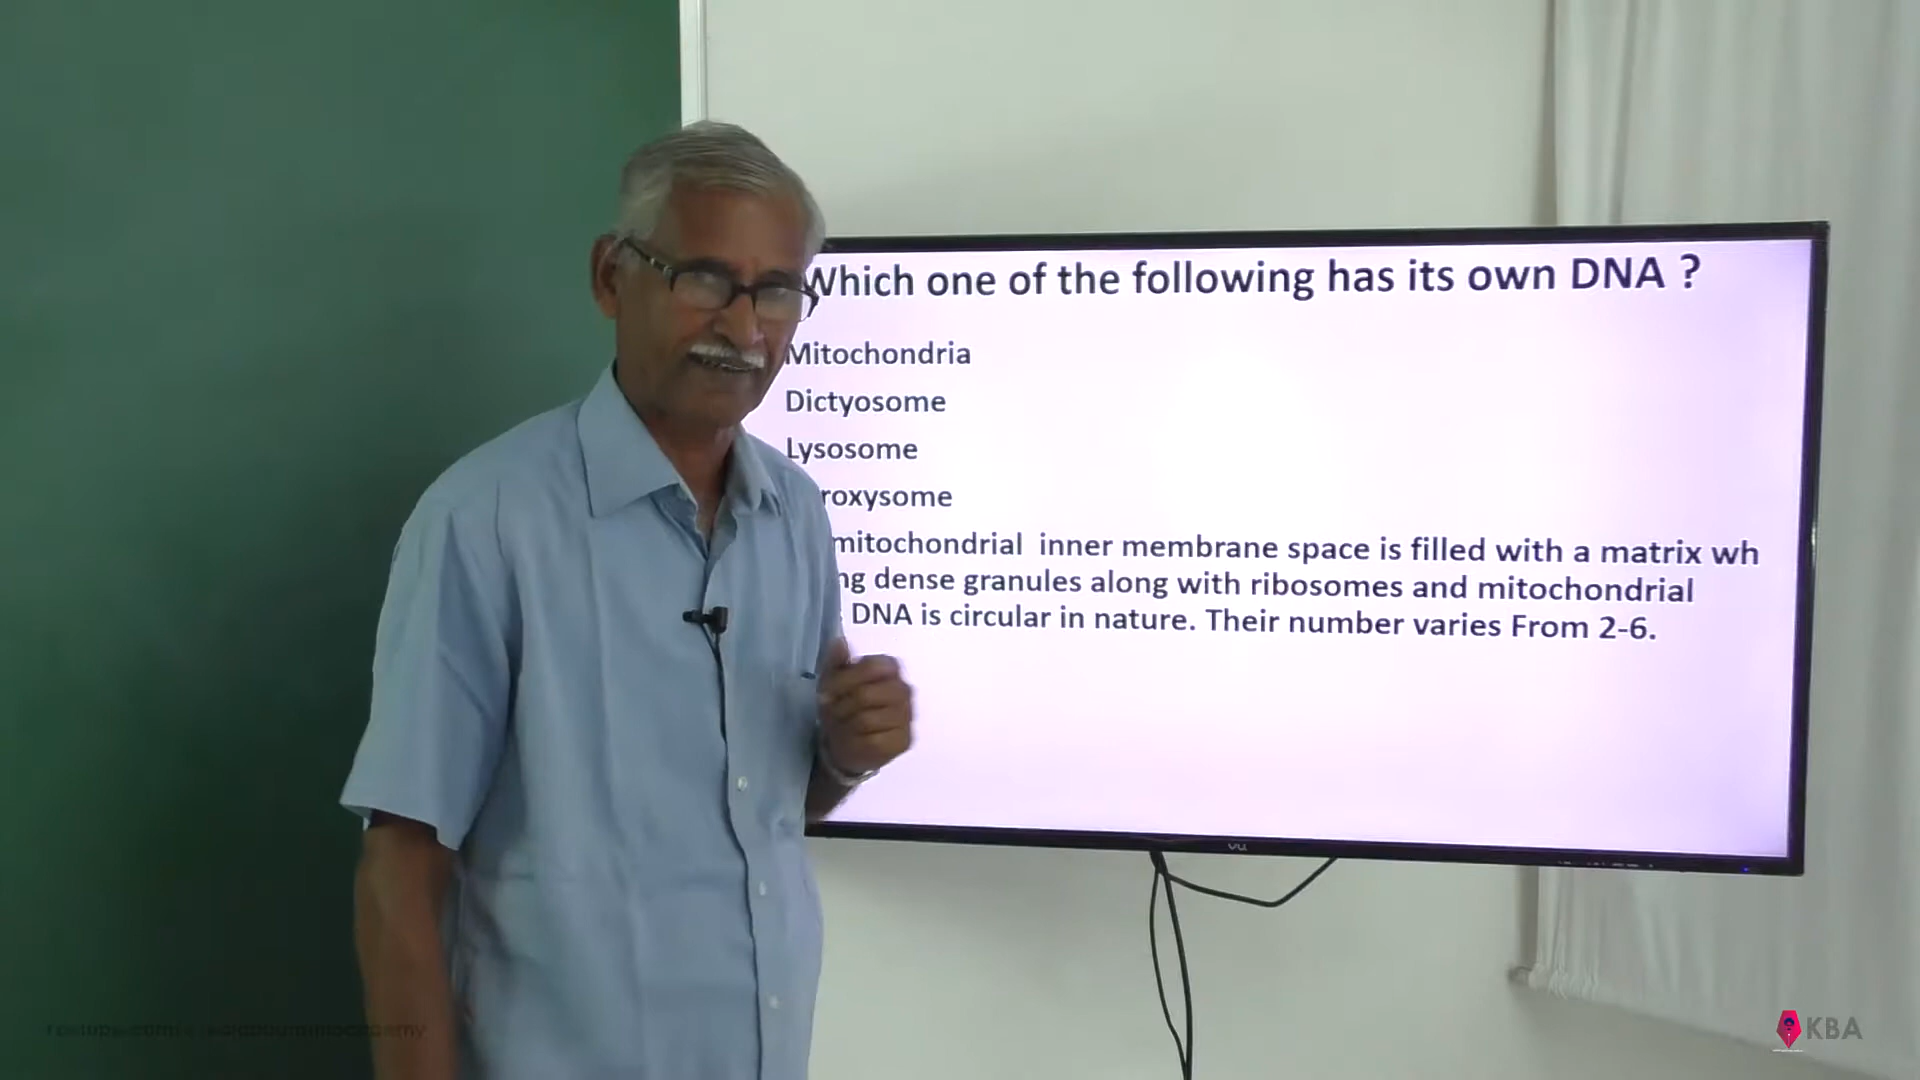 Which one of the following has its own DNA ?
Mitochondria
Dictyosome
Lysosome
roxysome
mitochondrial inner membrane space is filled with a matrix wh
ng dense granules along with ribosomes and mitochondrial
DNA is circular in nature. Their number varies From 2-6.
vu
KBA